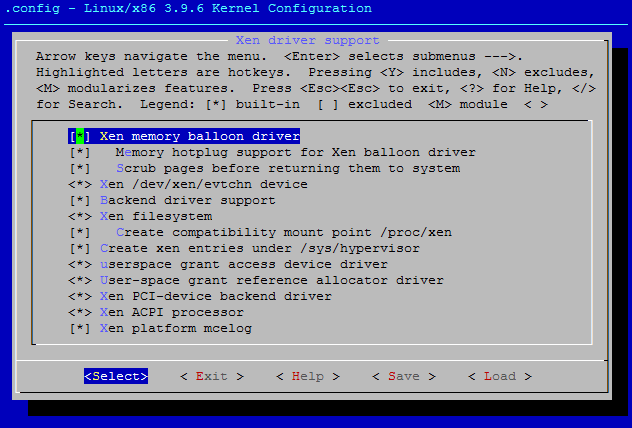 .config - Linux/x86 3.9.6 Kernel Configuration
Xen driver support
Arrow keys navigate the menu.  <Enter> selects submenus --->.
Highlighted letters are hotkeys.  Pressing <Y> includes, <N> excludes,
<M> modularizes features.  Press <Esc><Esc> to exit, <?> for Help, </>
for Search.  Legend: [*] built-in  [ ] excluded  <M> module  < >
[*] Xen memory balloon driver
[*]   Memory hotplug support for Xen balloon driver
[*]   Scrub pages before returning them to system
<*> Xen /dev/xen/evtchn device
[*] Backend driver support
<*> Xen filesystem
[*]   Create compatibility mount point /proc/xen
[*] Create xen entries under /sys/hypervisor
<*> userspace grant access device driver
<*> User-space grant reference allocator driver
<*> Xen PCI-device backend driver
<*> Xen ACPI processor
[*] Xen platform mcelog
<Select>    < Exit >    < Help >    < Save >    < Load >